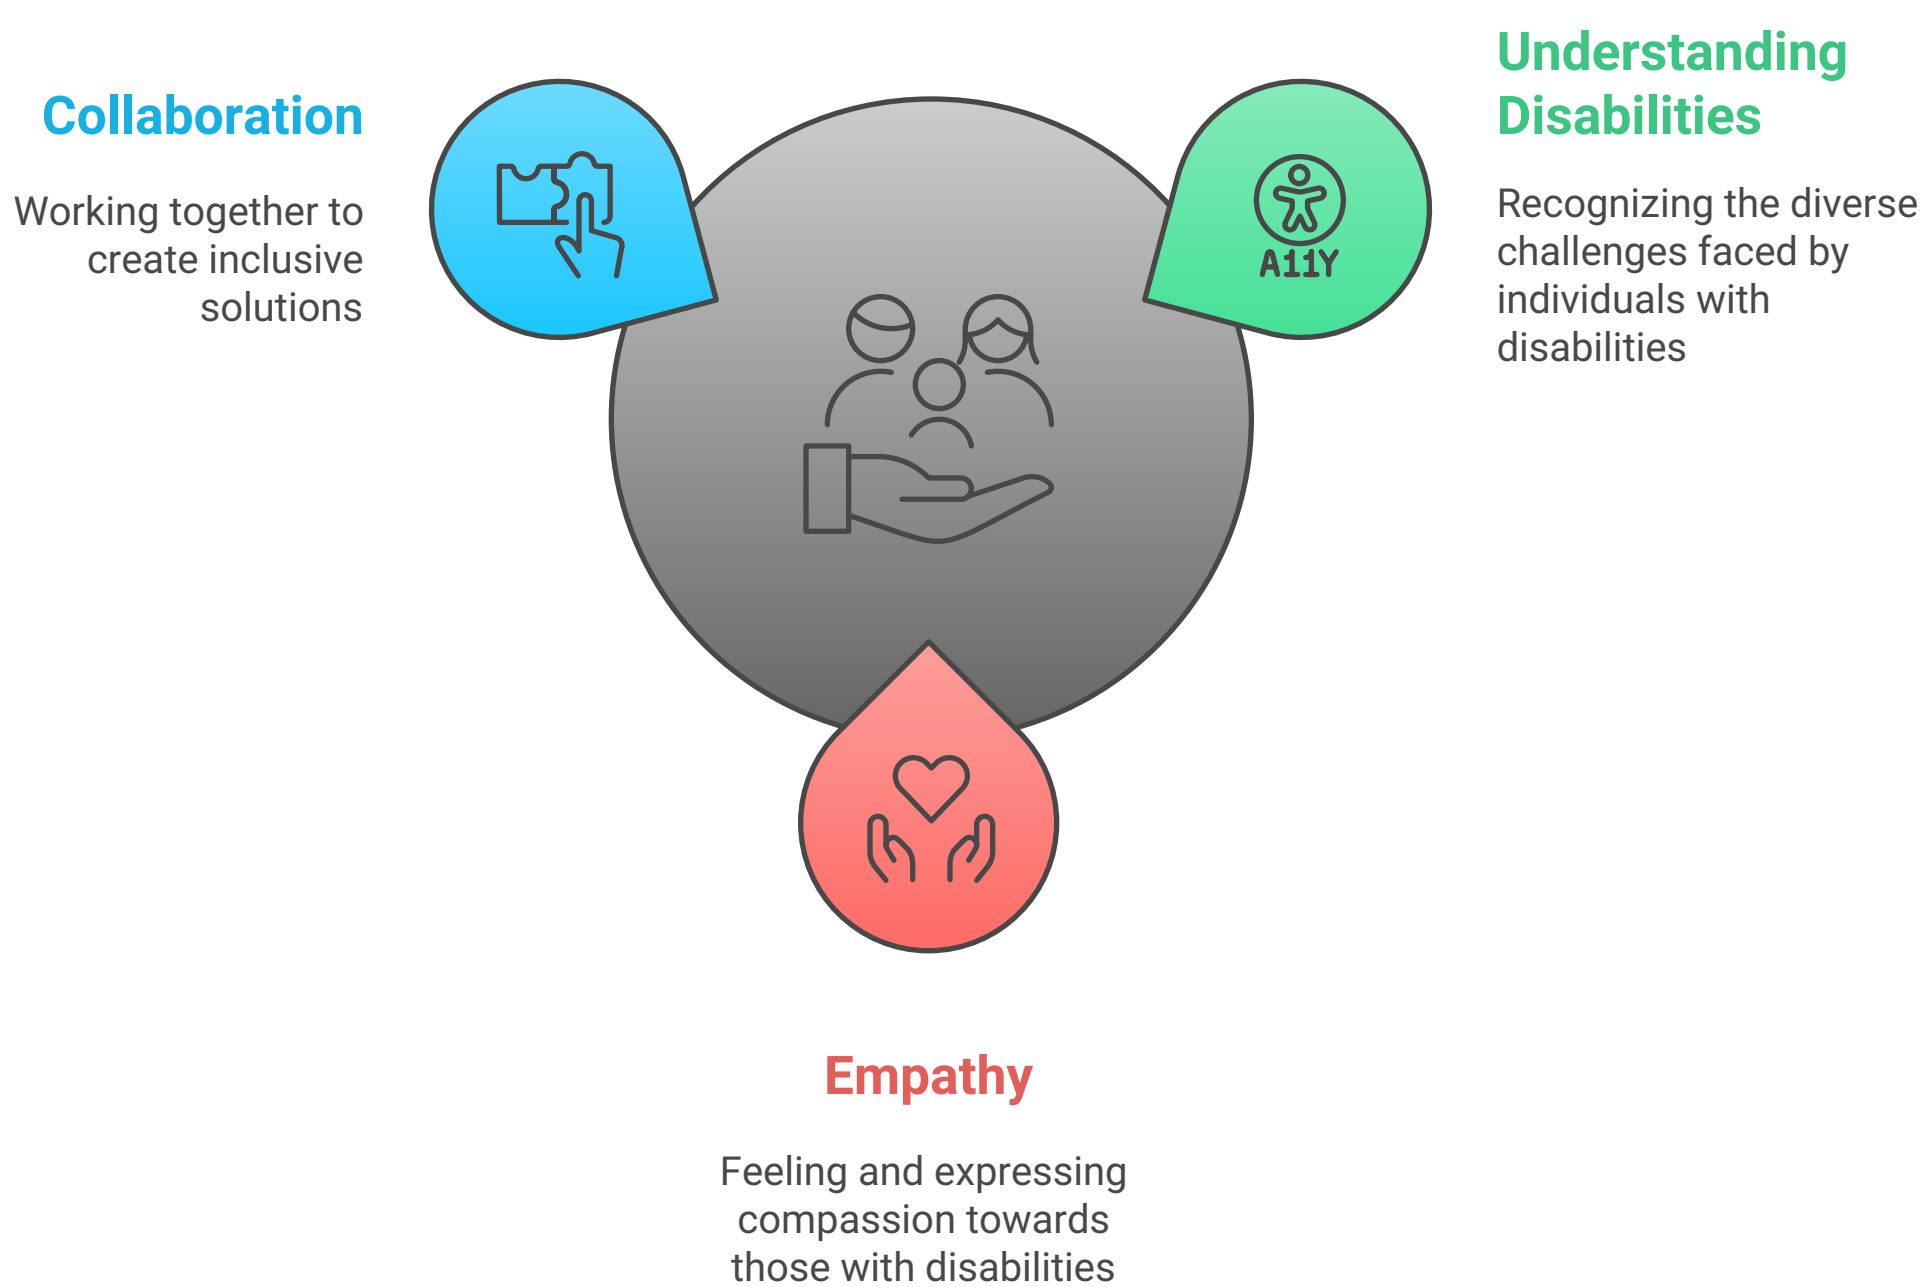 Collaboration
Working together to
create inclusive
solutions
Understanding
Disabilities
Recognizing the diverse
challenges faced by
individuals with
disabilities
A11Y
Empathy
Feeling and expressing
compassion towards
those with disabilities